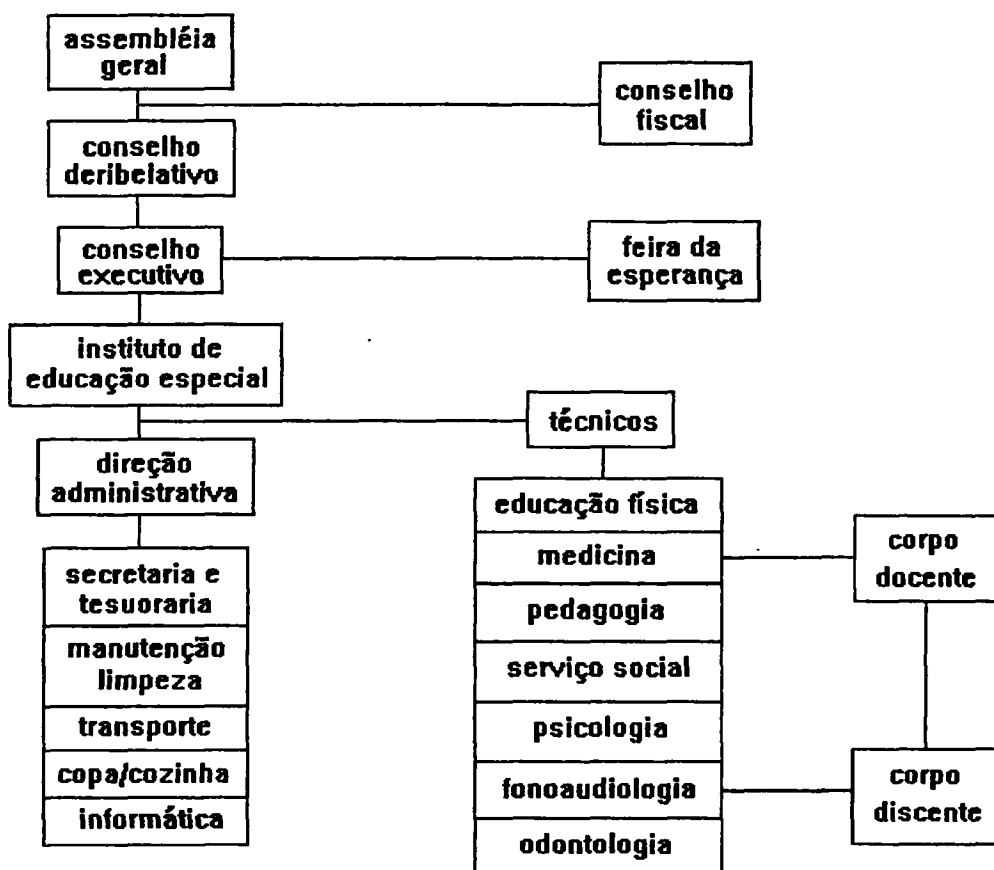 assembléia
geral
conselho
fiscal
conselho
deribelativo
conselho
executivo
feira da
esperança
instituto de
educação especial
técnicos
direção
administrativa
secretaria e
tesuoraria
manutenção
limpeza
transporte
copa/cozinha
informática
educação física
medicina
pedagogia
serviço social
psicologia
fonoaudiologia
odontologia
corpo
docente
corpo
discente